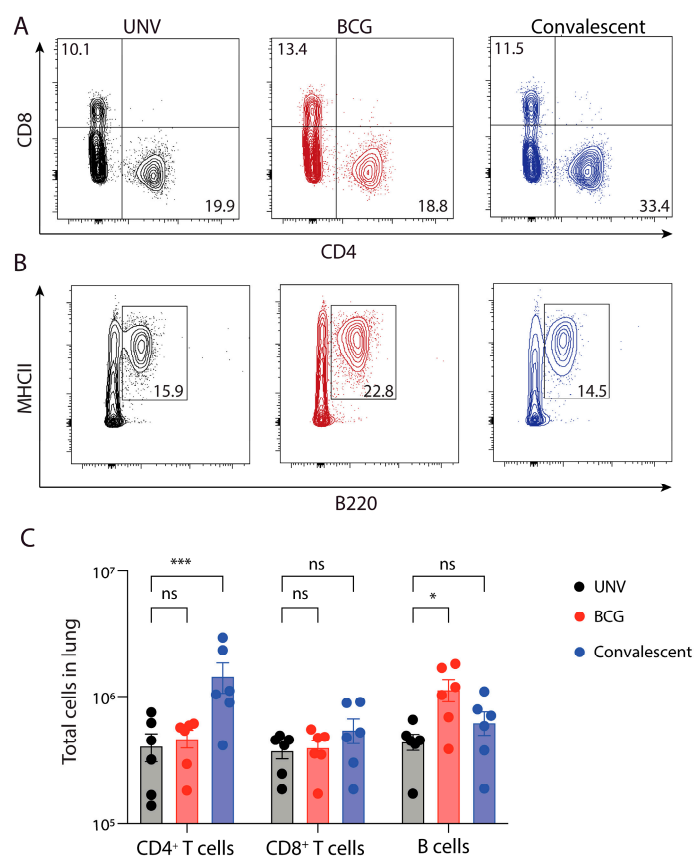 A
UNV
BCG
Convalescent
10.1
13.4
11.5
CD8
19.9
18.8
33.4
CD4
B
MHCII
15.9
22.8
14.5
B220
C
Total cells in lung
10⁷
10⁶
10⁵
***
ns
ns
ns
ns
*
ns
UNV
BCG
Convalescent
CD4⁺ T cells
CD8⁺ T cells
B cells